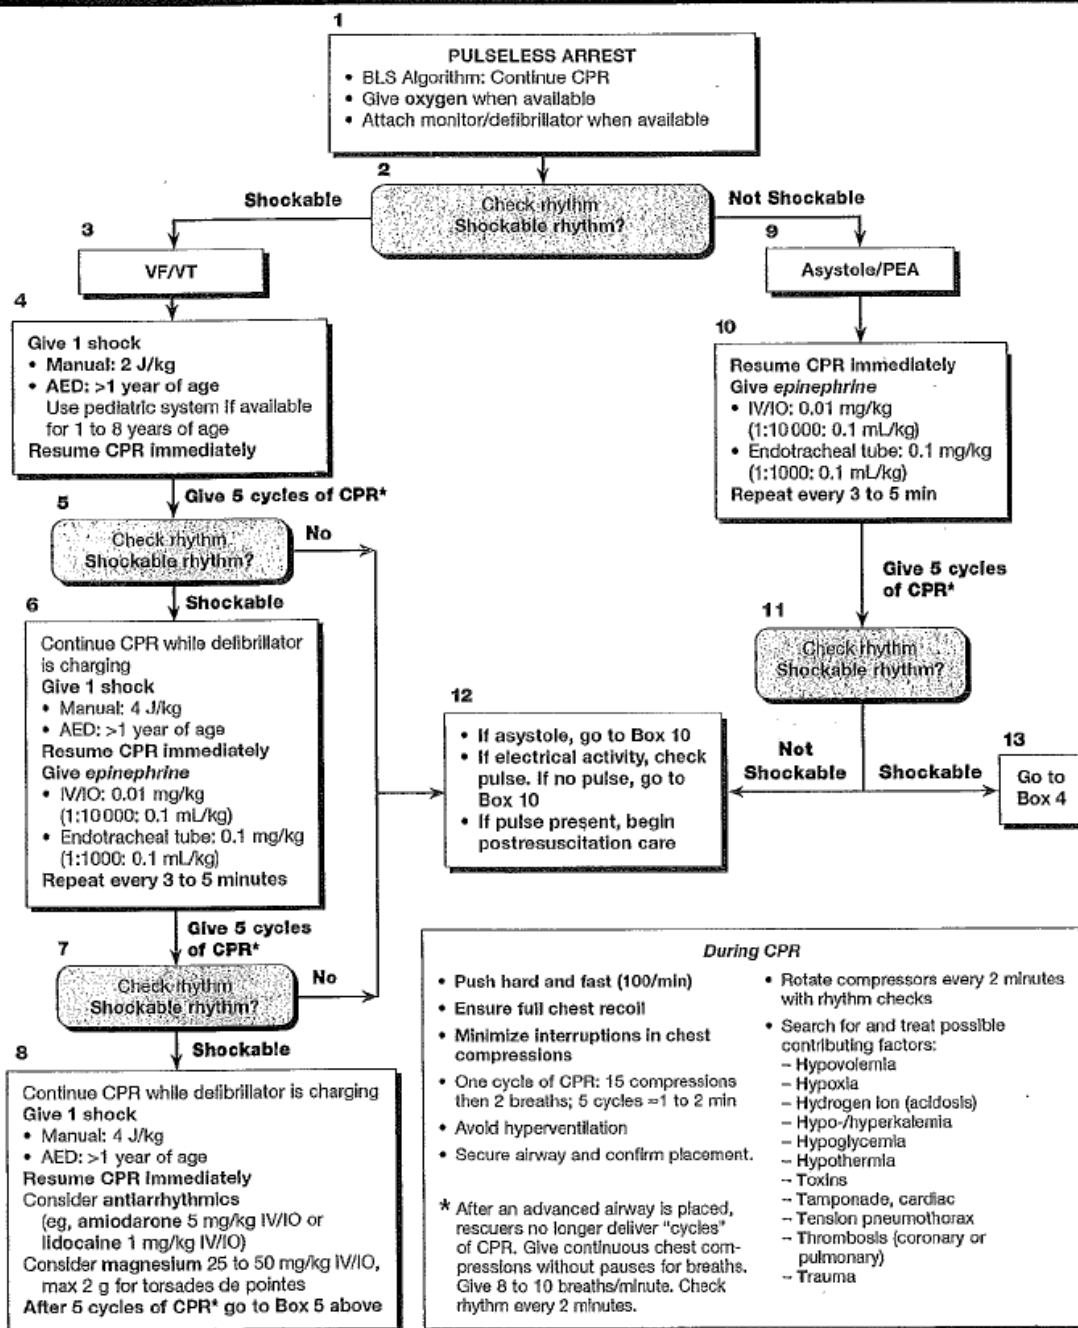 1
PULSELESS ARREST
• BLS Algorithm: Continue CPR
• Give oxygen when available
• Attach monitor/defibrillator when available
2
Check rhythm
Shockable rhythm?
Shockable
Not Shockable
3
VF/VT
4
Give 1 shock
• Manual: 2 J/kg
• AED: >1 year of age
Use pediatric system if available
for 1 to 8 years of age
Resume CPR immediately
Give 5 cycles of CPR*
5
Check rhythm
Shockable rhythm?
No
Shockable
6
Continue CPR while defibrillator
is charging
Give 1 shock
• Manual: 4 J/kg
• AED: >1 year of age
Resume CPR immediately
Give epinephrine
• IV/IO: 0.01 mg/kg
(1:10 000: 0.1 mL/kg)
• Endotracheal tube: 0.1 mg/kg
(1:1000: 0.1 mL/kg)
Repeat every 3 to 5 minutes
Give 5 cycles
of CPR*
7
Check rhythm
Shockable rhythm?
No
Shockable
8
Continue CPR while defibrillator is charging
Give 1 shock
• Manual: 4 J/kg
• AED: >1 year of age
Resume CPR immediately
Consider antiarrhythmics
(eg, amiodarone 5 mg/kg IV/IO or
lidocaine 1 mg/kg IV/IO)
Consider magnesium 25 to 50 mg/kg IV/IO,
max 2 g for torsades de pointes
After 5 cycles of CPR* go to Box 5 above
9
Asystole/PEA
10
Resume CPR immediately
Give epinephrine
• IV/IO: 0.01 mg/kg
(1:10 000: 0.1 mL/kg)
• Endotracheal tube: 0.1 mg/kg
(1:1000: 0.1 mL/kg)
Repeat every 3 to 5 min
Give 5 cycles
of CPR*
11
Check rhythm
Shockable rhythm?
Not
Shockable
Shockable
12
• If asystole, go to Box 10
• If electrical activity, check
pulse. If no pulse, go to
Box 10
• If pulse present, begin
postresuscitation care
13
Go to
Box 4
During CPR
• Push hard and fast (100/min)
• Ensure full chest recoil
• Minimize interruptions in chest
compressions
• One cycle of CPR: 15 compressions
then 2 breaths; 5 cycles ≈1 to 2 min
• Avoid hyperventilation
• Secure airway and confirm placement.
* After an advanced airway is placed,
rescuers no longer deliver "cycles"
of CPR. Give continuous chest com-
pressions without pauses for breaths.
Give 8 to 10 breaths/minute. Check
rhythm every 2 minutes.
• Rotate compressors every 2 minutes
with rhythm checks
• Search for and treat possible
contributing factors:
– Hypovolemia
– Hypoxia
– Hydrogen ion (acidosis)
– Hypo-/hyperkalemia
– Hypoglycemia
– Hypothermia
– Toxins
– Tamponade, cardiac
– Tension pneumothorax
– Thrombosis (coronary or
pulmonary)
– Trauma